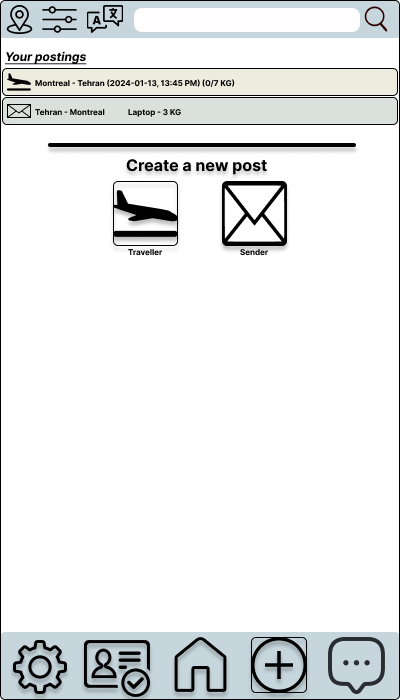 A 文
Your postings
Montreal - Tehran (2024-01-13, 13:45 PM) (0/7 KG)
Tehran - Montreal Laptop - 3 KG
Create a new post
Traveller Sender